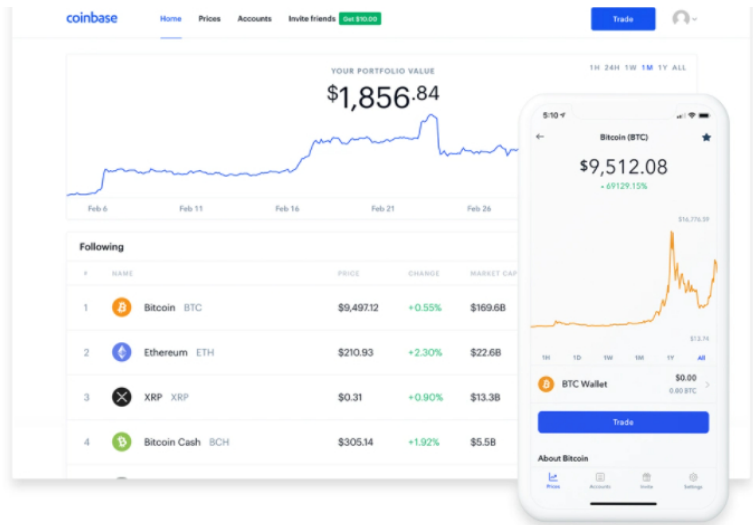 coinbase Home Prices Accounts Invite friends Get $10.00 Trade
YOUR PORTFOLIO VALUE
1H 24H 1W 1M 1Y ALL
$1,856.84
Feb 6 Feb 11 Feb 16 Feb 21 Feb 26
Following
# NAME PRICE CHANGE MARKET CAP
1 Bitcoin BTC $9,497.12 +0.55% $169.6B
2 Ethereum ETH $210.93 +2.30% $22.6B
3 XRP XRP $0.31 +0.90% $13.3B
4 Bitcoin Cash BCH $305.14 +1.92% $5.5B
5:10
Bitcoin (BTC)
$9,512.08
+ 69129.15%
$16,776.59
$13.74
1H 1D 1W 1M 1Y All
BTC Wallet $0.00
0.80 BTC
Trade
About Bitcoin
Prices Accounts Invite Settings